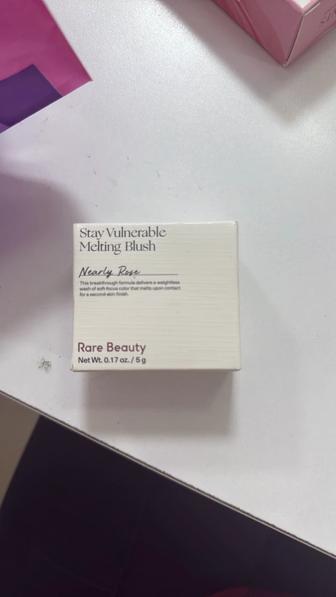 Stay Vulnerable
Melting Blush
Nearly Rose
This breakthrough formula delivers a weightless
wash of soft-focus color that melts upon contact
for a second-skin finish.
Rare Beauty
Net Wt. 0.17 oz. / 5 g